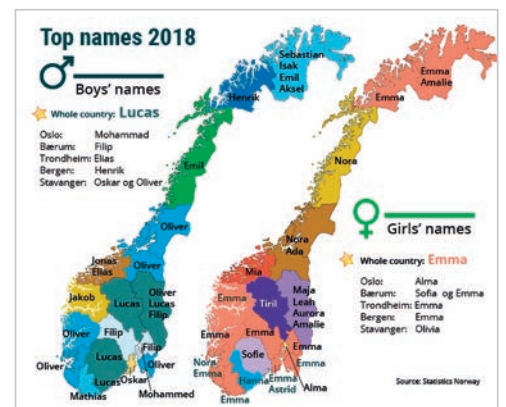 Top names 2018
Boys' names
Whole country: Lucas
Oslo: Mohammad
Bærum: Filip
Trondheim: Elias
Bergen: Henrik
Stavanger: Oskar og Oliver
Sebastian
Isak
Emil
Aksel
Henrik
Emil
Oliver
Oliver
Jonas
Elias
Jakob
Lucas
Oliver
Lucas
Filip
Oliver
Filip
Filip
Lucas
Oliver
Oliver
Lucas
Oskar
Mathias
Mohammed
Emma
Amalie
Emma
Nora
Nora
Ada
Mia
Emma
Tiril
Maja
Leah
Aurora
Amalie
Emma
Emma
Emma
Sofie
Nora
Emma
Hanna
Emma
Astrid
Emma
Alma
Emma
Girls' names
Whole country: Emma
Oslo: Alma
Bærum: Sofia og Emma
Trondheim: Emma
Bergen: Emma
Stavanger: Olivia
Source: Statistics Norway